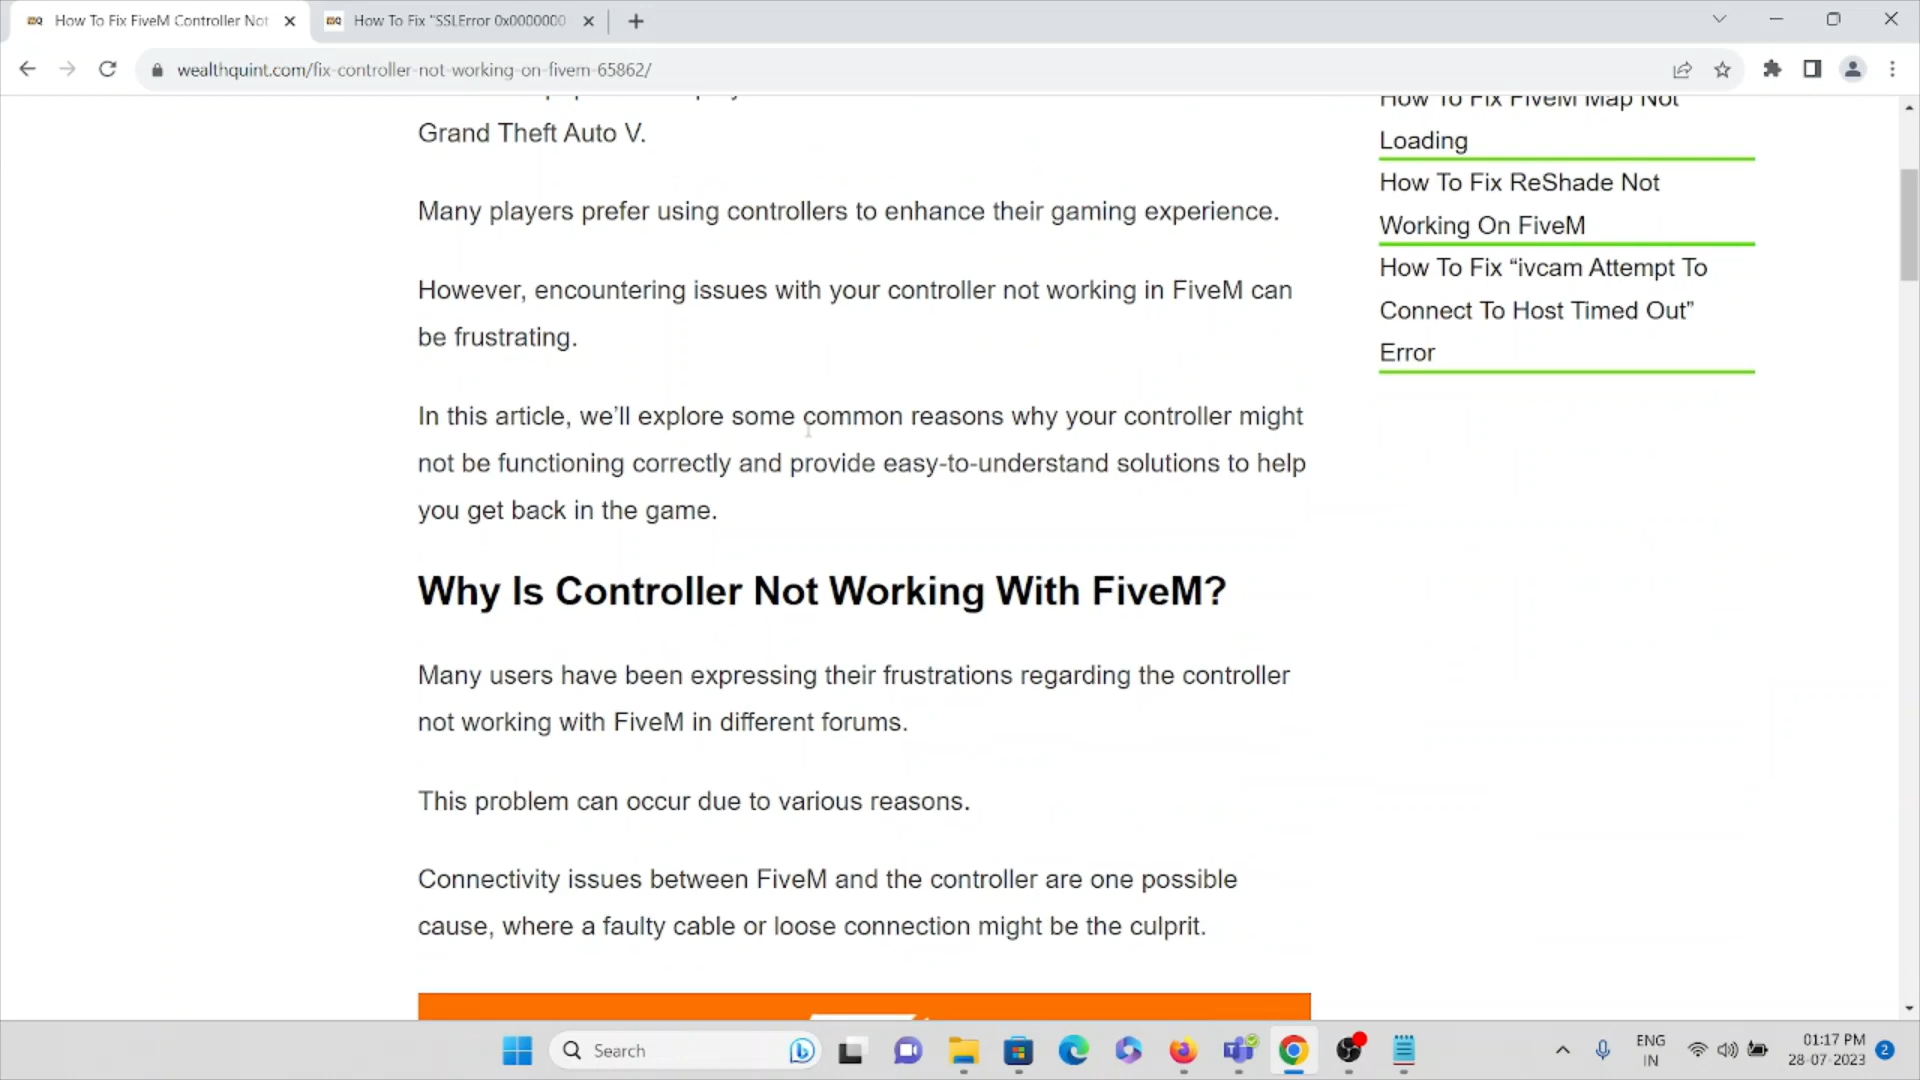 How To Fix FiveM Controller Not
How To Fix "SSLError 0x0000000
wealthquint.com/fix-controller-not-working-on-fivem-65862/
Grand Theft Auto V.
Many players prefer using controllers to enhance their gaming experience.
However, encountering issues with your controller not working in FiveM can
be frustrating.
In this article, we’ll explore some common reasons why your controller might
not be functioning correctly and provide easy-to-understand solutions to help
you get back in the game.
Why Is Controller Not Working With FiveM?
Many users have been expressing their frustrations regarding the controller
not working with FiveM in different forums.
This problem can occur due to various reasons.
Connectivity issues between FiveM and the controller are one possible
cause, where a faulty cable or loose connection might be the culprit.
How To Fix FiveM Map Not
Loading
How To Fix ReShade Not
Working On FiveM
How To Fix “ivcam Attempt To
Connect To Host Timed Out”
Error
Search
ENG
IN
01:17 PM
28-07-2023
2